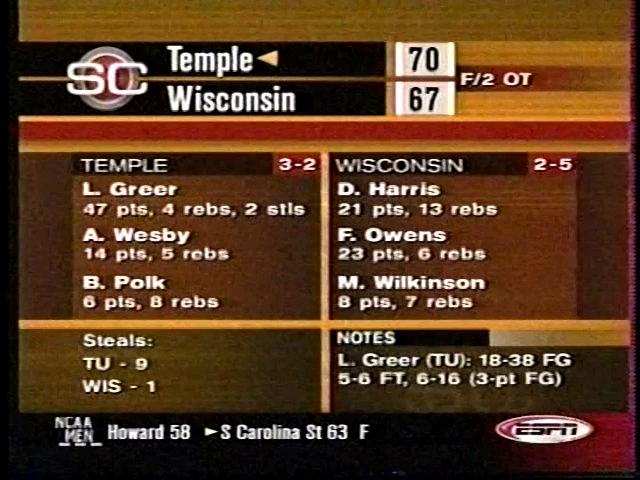 SC
Temple ◄ 70
Wisconsin 67
F/2 OT
TEMPLE 3-2
L. Greer
47 pts, 4 rebs, 2 stls
A. Wesby
14 pts, 5 rebs
B. Polk
6 pts, 8 rebs
WISCONSIN 2-5
D. Harris
21 pts, 13 rebs
F. Owens
23 pts, 6 rebs
M. Wilkinson
8 pts, 7 rebs
Steals:
TU - 9
WIS - 1
NOTES
L. Greer (TU): 18-38 FG
5-6 FT, 6-16 (3-pt FG)
NCAA
MEN
Howard 58 ►S Carolina St 63 F
ESPN